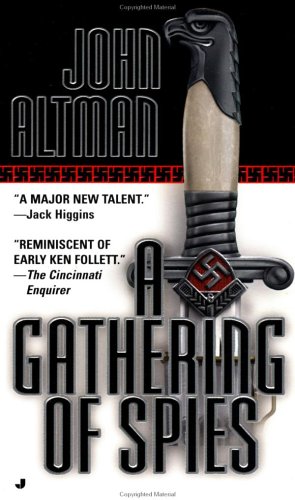 JOHN
ALTMAN
"A MAJOR NEW TALENT."
—Jack Higgins
"REMINISCENT OF
EARLY KEN FOLLETT."
—The Cincinnati
Enquirer
A
GATHERING
OF SPIES
J